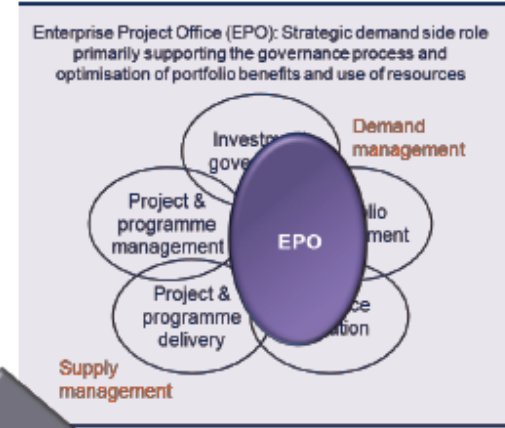 Enterprise Project Office (EPO): Strategic demand side role
primarily supporting the governance process and
optimisation of portfolio benefits and use of resources
Demand
management
Project &
programme
management
EPO
Project &
programme
delivery
Supply
management